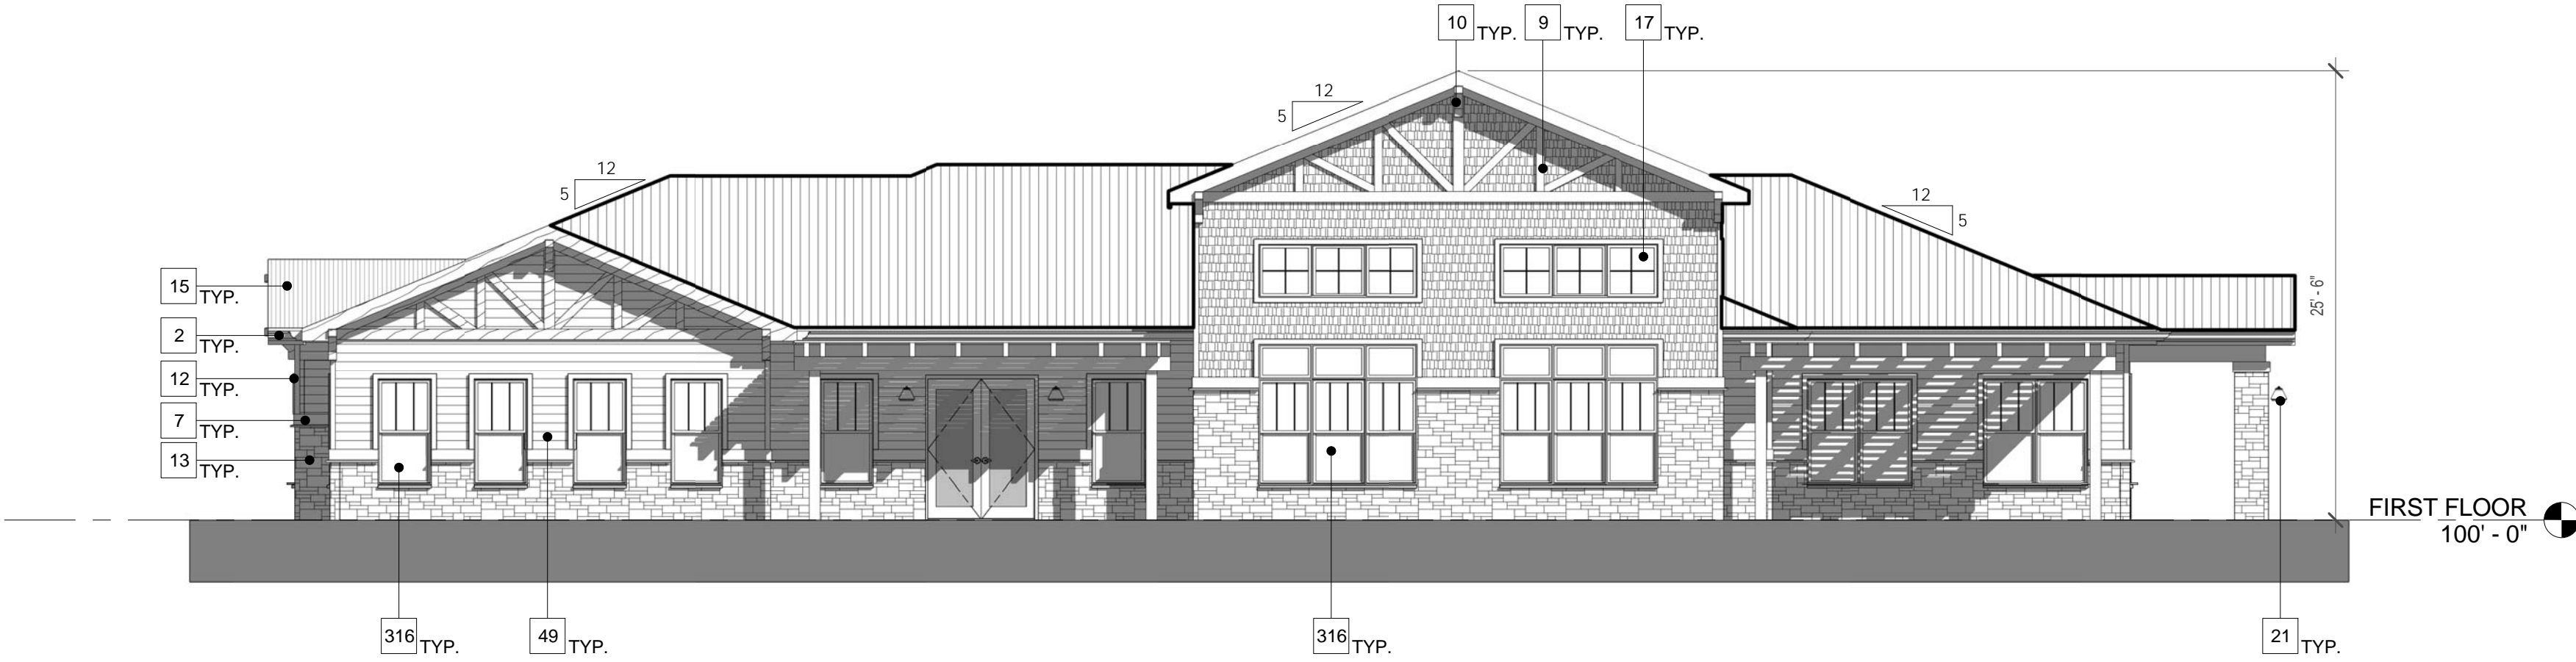 10 TYP.
9 TYP.
17 TYP.
12
5
12
5
12
5
25' - 6"
15 TYP.
2 TYP.
12 TYP.
7 TYP.
13 TYP.
FIRST FLOOR
100' - 0"
316 TYP.
49 TYP.
316 TYP.
21 TYP.